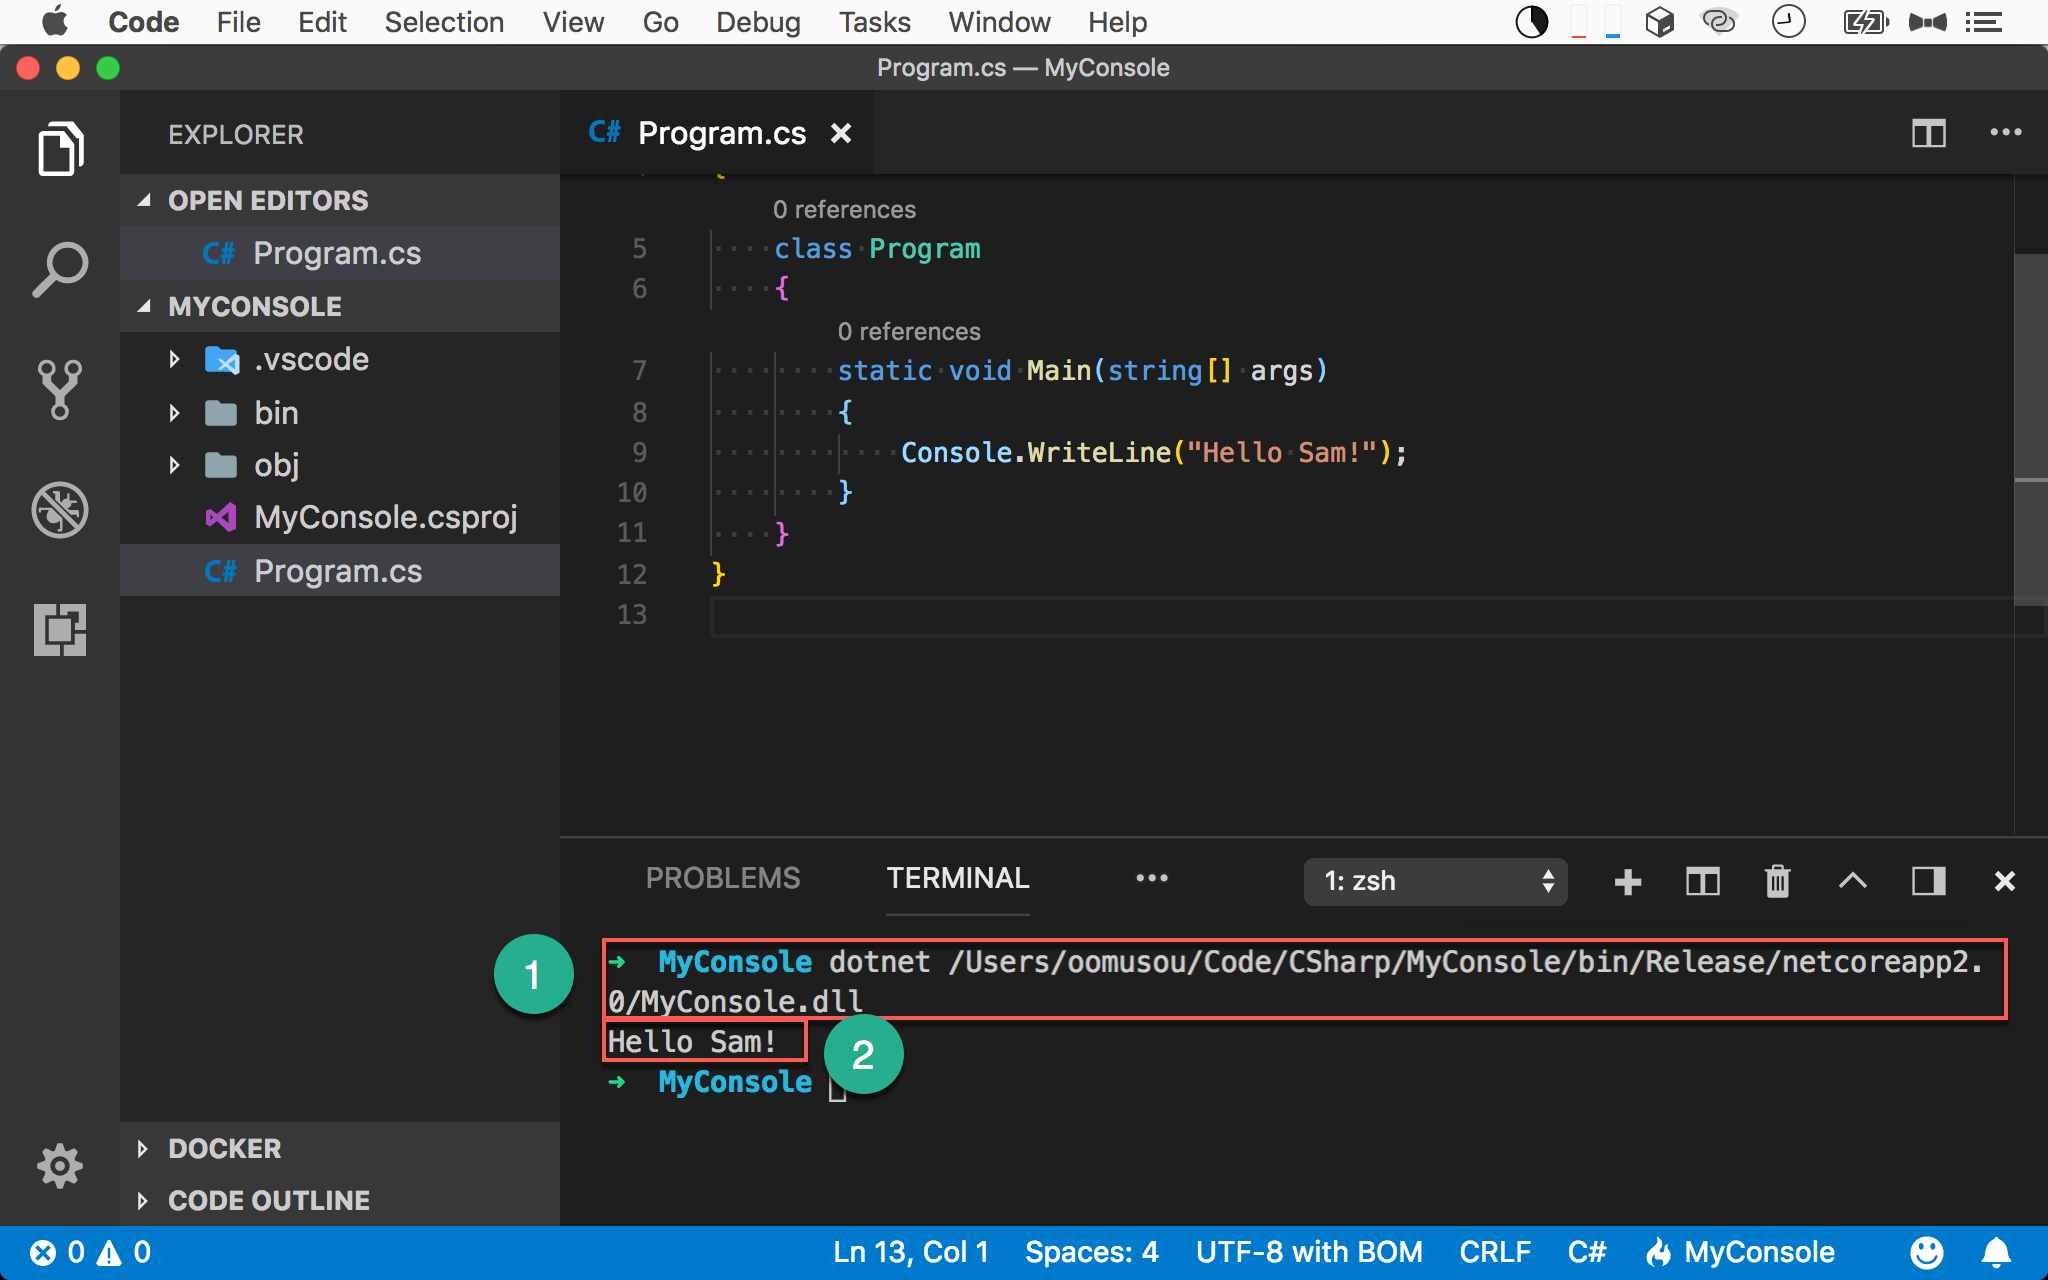 Code File Edit Selection View Go Debug Tasks Window Help
Program.cs — MyConsole
EXPLORER
OPEN EDITORS
C# Program.cs
MYCONSOLE
.vscode
bin
obj
MyConsole.csproj
C# Program.cs
DOCKER
CODE OUTLINE
C# Program.cs
{
0 references
5 class Program
6 {
0 references
7 static void Main(string[] args)
8 {
9 Console.WriteLine("Hello Sam!");
10 }
11 }
12 }
13
PROBLEMS TERMINAL 1: zsh
1
➜ MyConsole dotnet /Users/oomusou/Code/CSharp/MyConsole/bin/Release/netcoreapp2.
0/MyConsole.dll
Hello Sam!
2
➜ MyConsole
0 0 Ln 13, Col 1 Spaces: 4 UTF-8 with BOM CRLF C# MyConsole